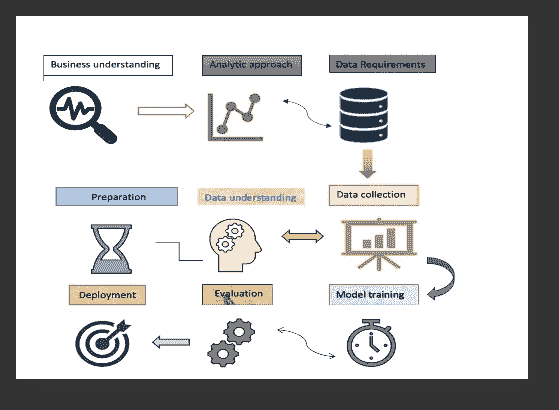 Business understanding
Analytic approach
Data Requirements
Preparation
Data understanding
Data collection
Deployment
Evaluation
Model training